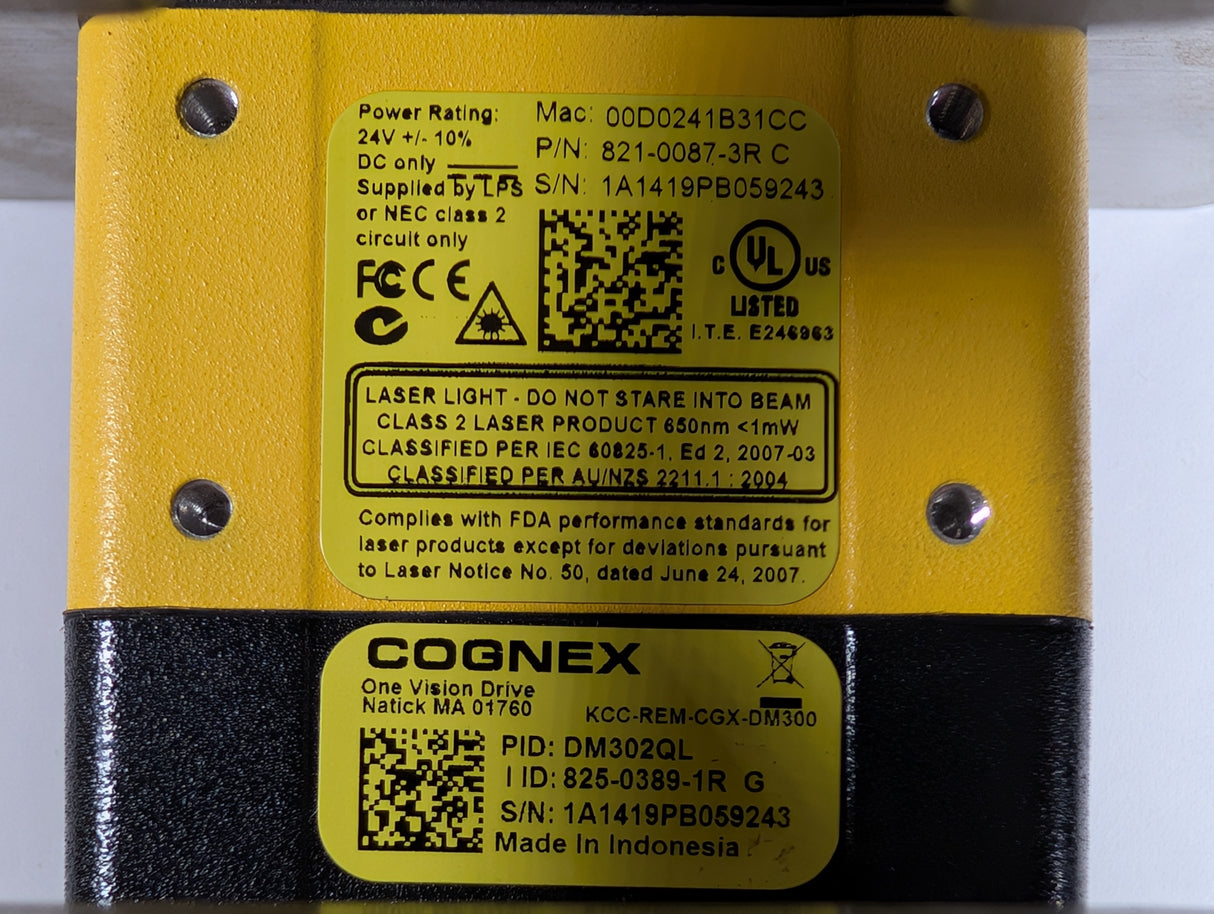 Power Rating:
24V +/- 10%
DC only
Supplied by LPS
or NEC class 2
circuit only
Mac: 00D0241B31CC
P/N: 821-0087-3R C
S/N: 1A1419PB059243
FC CE
C UL US
LISTED
I.T.E. E246963
LASER LIGHT - DO NOT STARE INTO BEAM
CLASS 2 LASER PRODUCT 650nm <1mW
CLASSIFIED PER IEC 60825-1, Ed 2, 2007-03
CLASSIFIED PER AU/NZS 2211.1 : 2004
Complies with FDA performance standards for
laser products except for deviations pursuant
to Laser Notice No. 50, dated June 24, 2007.
COGNEX
One Vision Drive
Natick MA 01760
KCC-REM-CGX-DM300
PID: DM302QL
I ID: 825-0389-1R G
S/N: 1A1419PB059243
Made In Indonesia